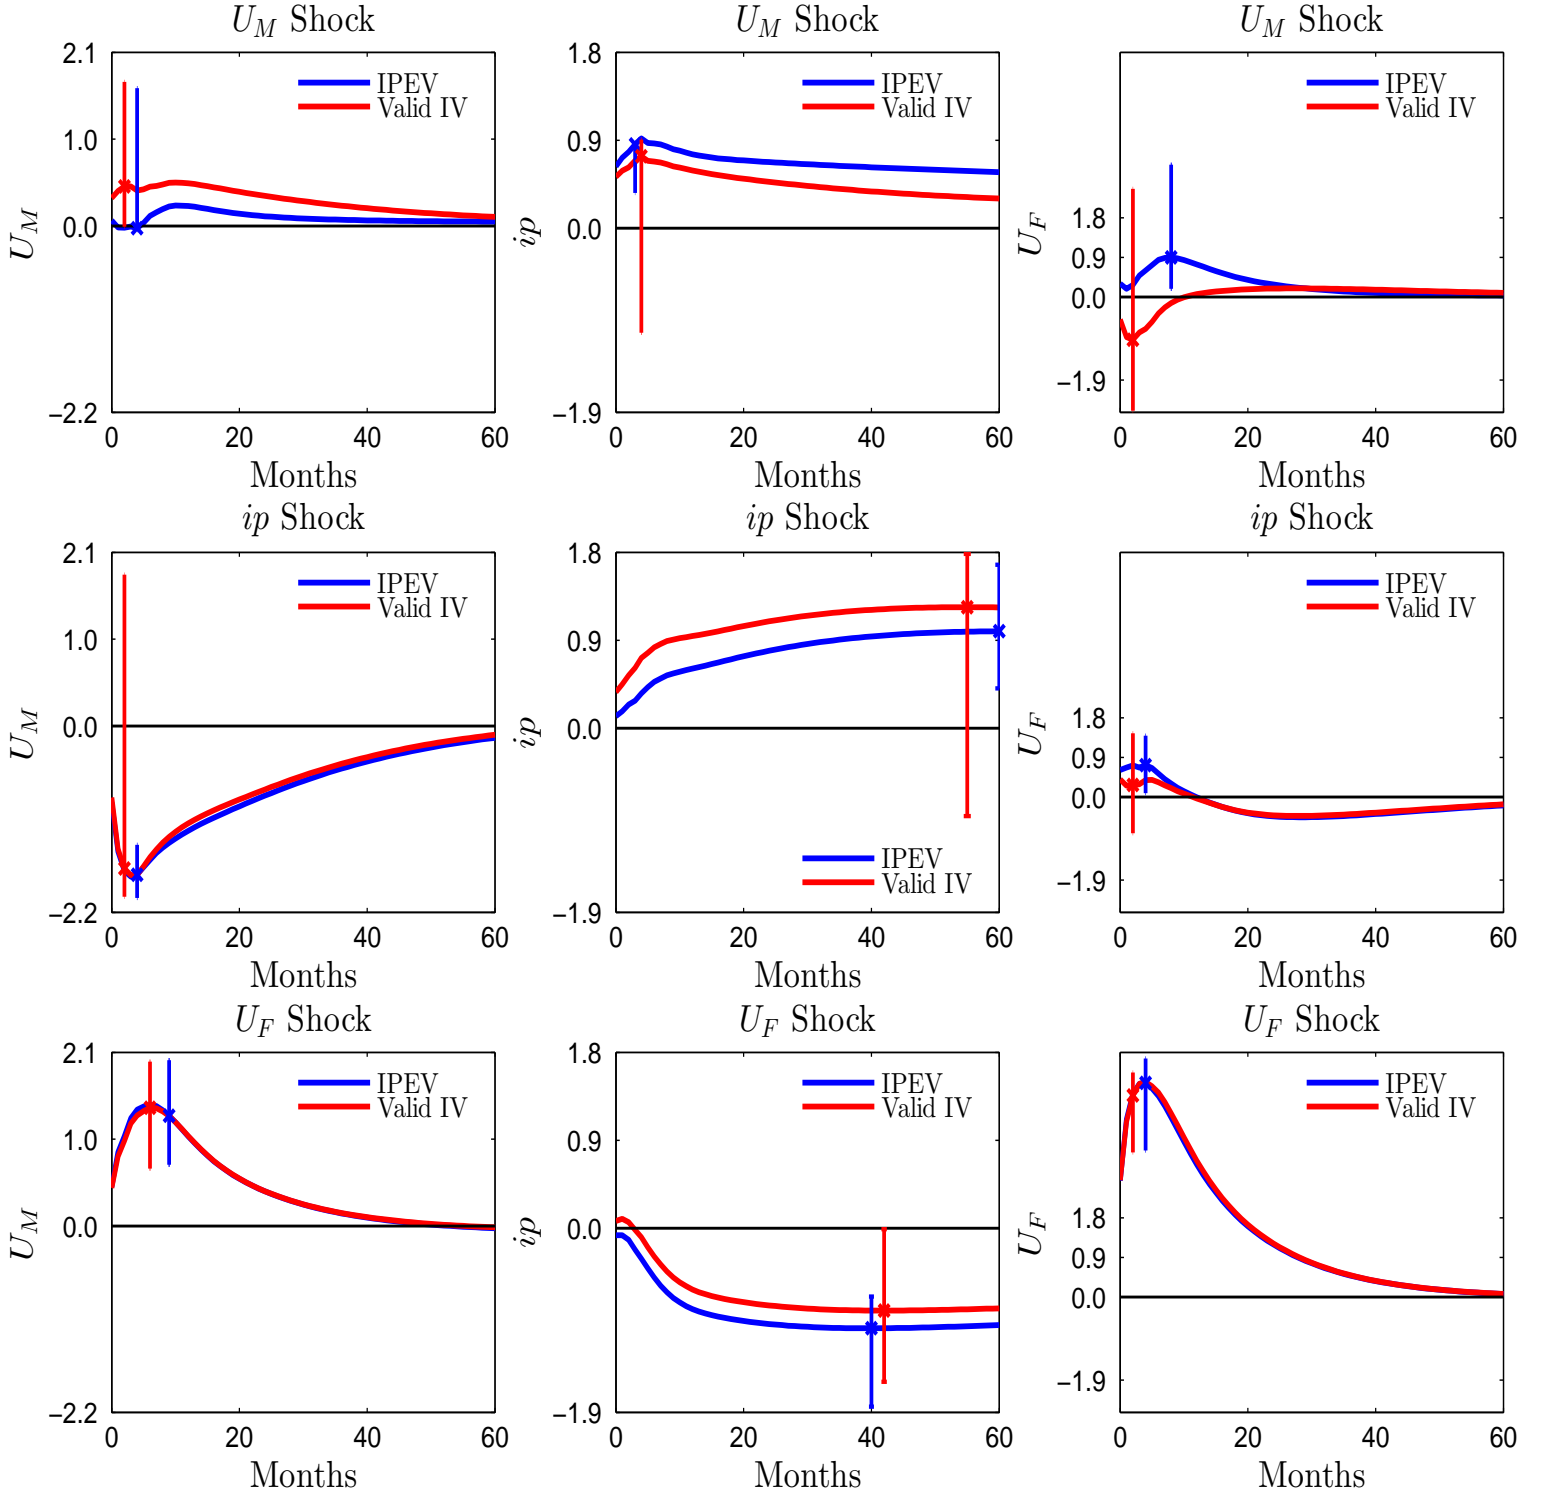 U_M Shock
2.1
1.0
0.0
−2.2
U_M
IPEV
Valid IV
0 20 40 60
Months
U_M Shock
1.8
0.9
0.0
−1.9
ip
IPEV
Valid IV
0 20 40 60
Months
U_M Shock
1.8
0.9
0.0
−1.9
U_F
IPEV
Valid IV
0 20 40 60
Months
ip Shock
2.1
1.0
0.0
−2.2
U_M
IPEV
Valid IV
0 20 40 60
Months
ip Shock
1.8
0.9
0.0
−1.9
ip
IPEV
Valid IV
0 20 40 60
Months
ip Shock
1.8
0.9
0.0
−1.9
U_F
IPEV
Valid IV
0 20 40 60
Months
U_F Shock
2.1
1.0
0.0
−2.2
U_M
IPEV
Valid IV
0 20 40 60
Months
U_F Shock
1.8
0.9
0.0
−1.9
ip
IPEV
Valid IV
0 20 40 60
Months
U_F Shock
1.8
0.9
0.0
−1.9
U_F
IPEV
Valid IV
0 20 40 60
Months